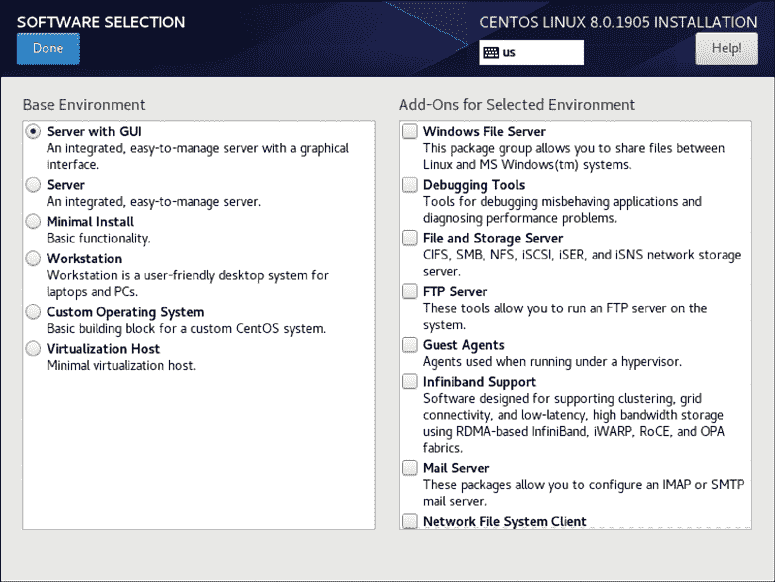 SOFTWARE SELECTION
CENTOS LINUX 8.0.1905 INSTALLATION
Done
us
Help!
Base Environment
Server with GUI
An integrated, easy-to-manage server with a graphical
interface.
Server
An integrated, easy-to-manage server.
Minimal Install
Basic functionality.
Workstation
Workstation is a user-friendly desktop system for
laptops and PCs.
Custom Operating System
Basic building block for a custom CentOS system.
Virtualization Host
Minimal virtualization host.
Add-Ons for Selected Environment
Windows File Server
This package group allows you to share files between
Linux and MS Windows(tm) systems.
Debugging Tools
Tools for debugging misbehaving applications and
diagnosing performance problems.
File and Storage Server
CIFS, SMB, NFS, iSCSI, iSER, and iSNS network storage
server.
FTP Server
These tools allow you to run an FTP server on the
system.
Guest Agents
Agents used when running under a hypervisor.
Infiniband Support
Software designed for supporting clustering, grid
connectivity, and low-latency, high bandwidth storage
using RDMA-based InfiniBand, iWARP, RoCE, and OPA
fabrics.
Mail Server
These packages allow you to configure an IMAP or SMTP
mail server.
Network File System Client